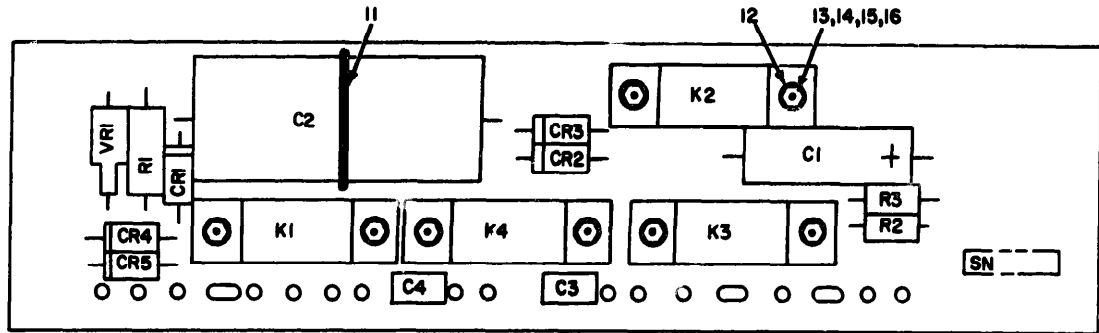 11
12
13,14,15,16
VR1
R1
CR1
C2
CR3
CR2
K2
C1
+
R3
R2
CR4
CR5
K1
K4
K3
C4
C3
SN